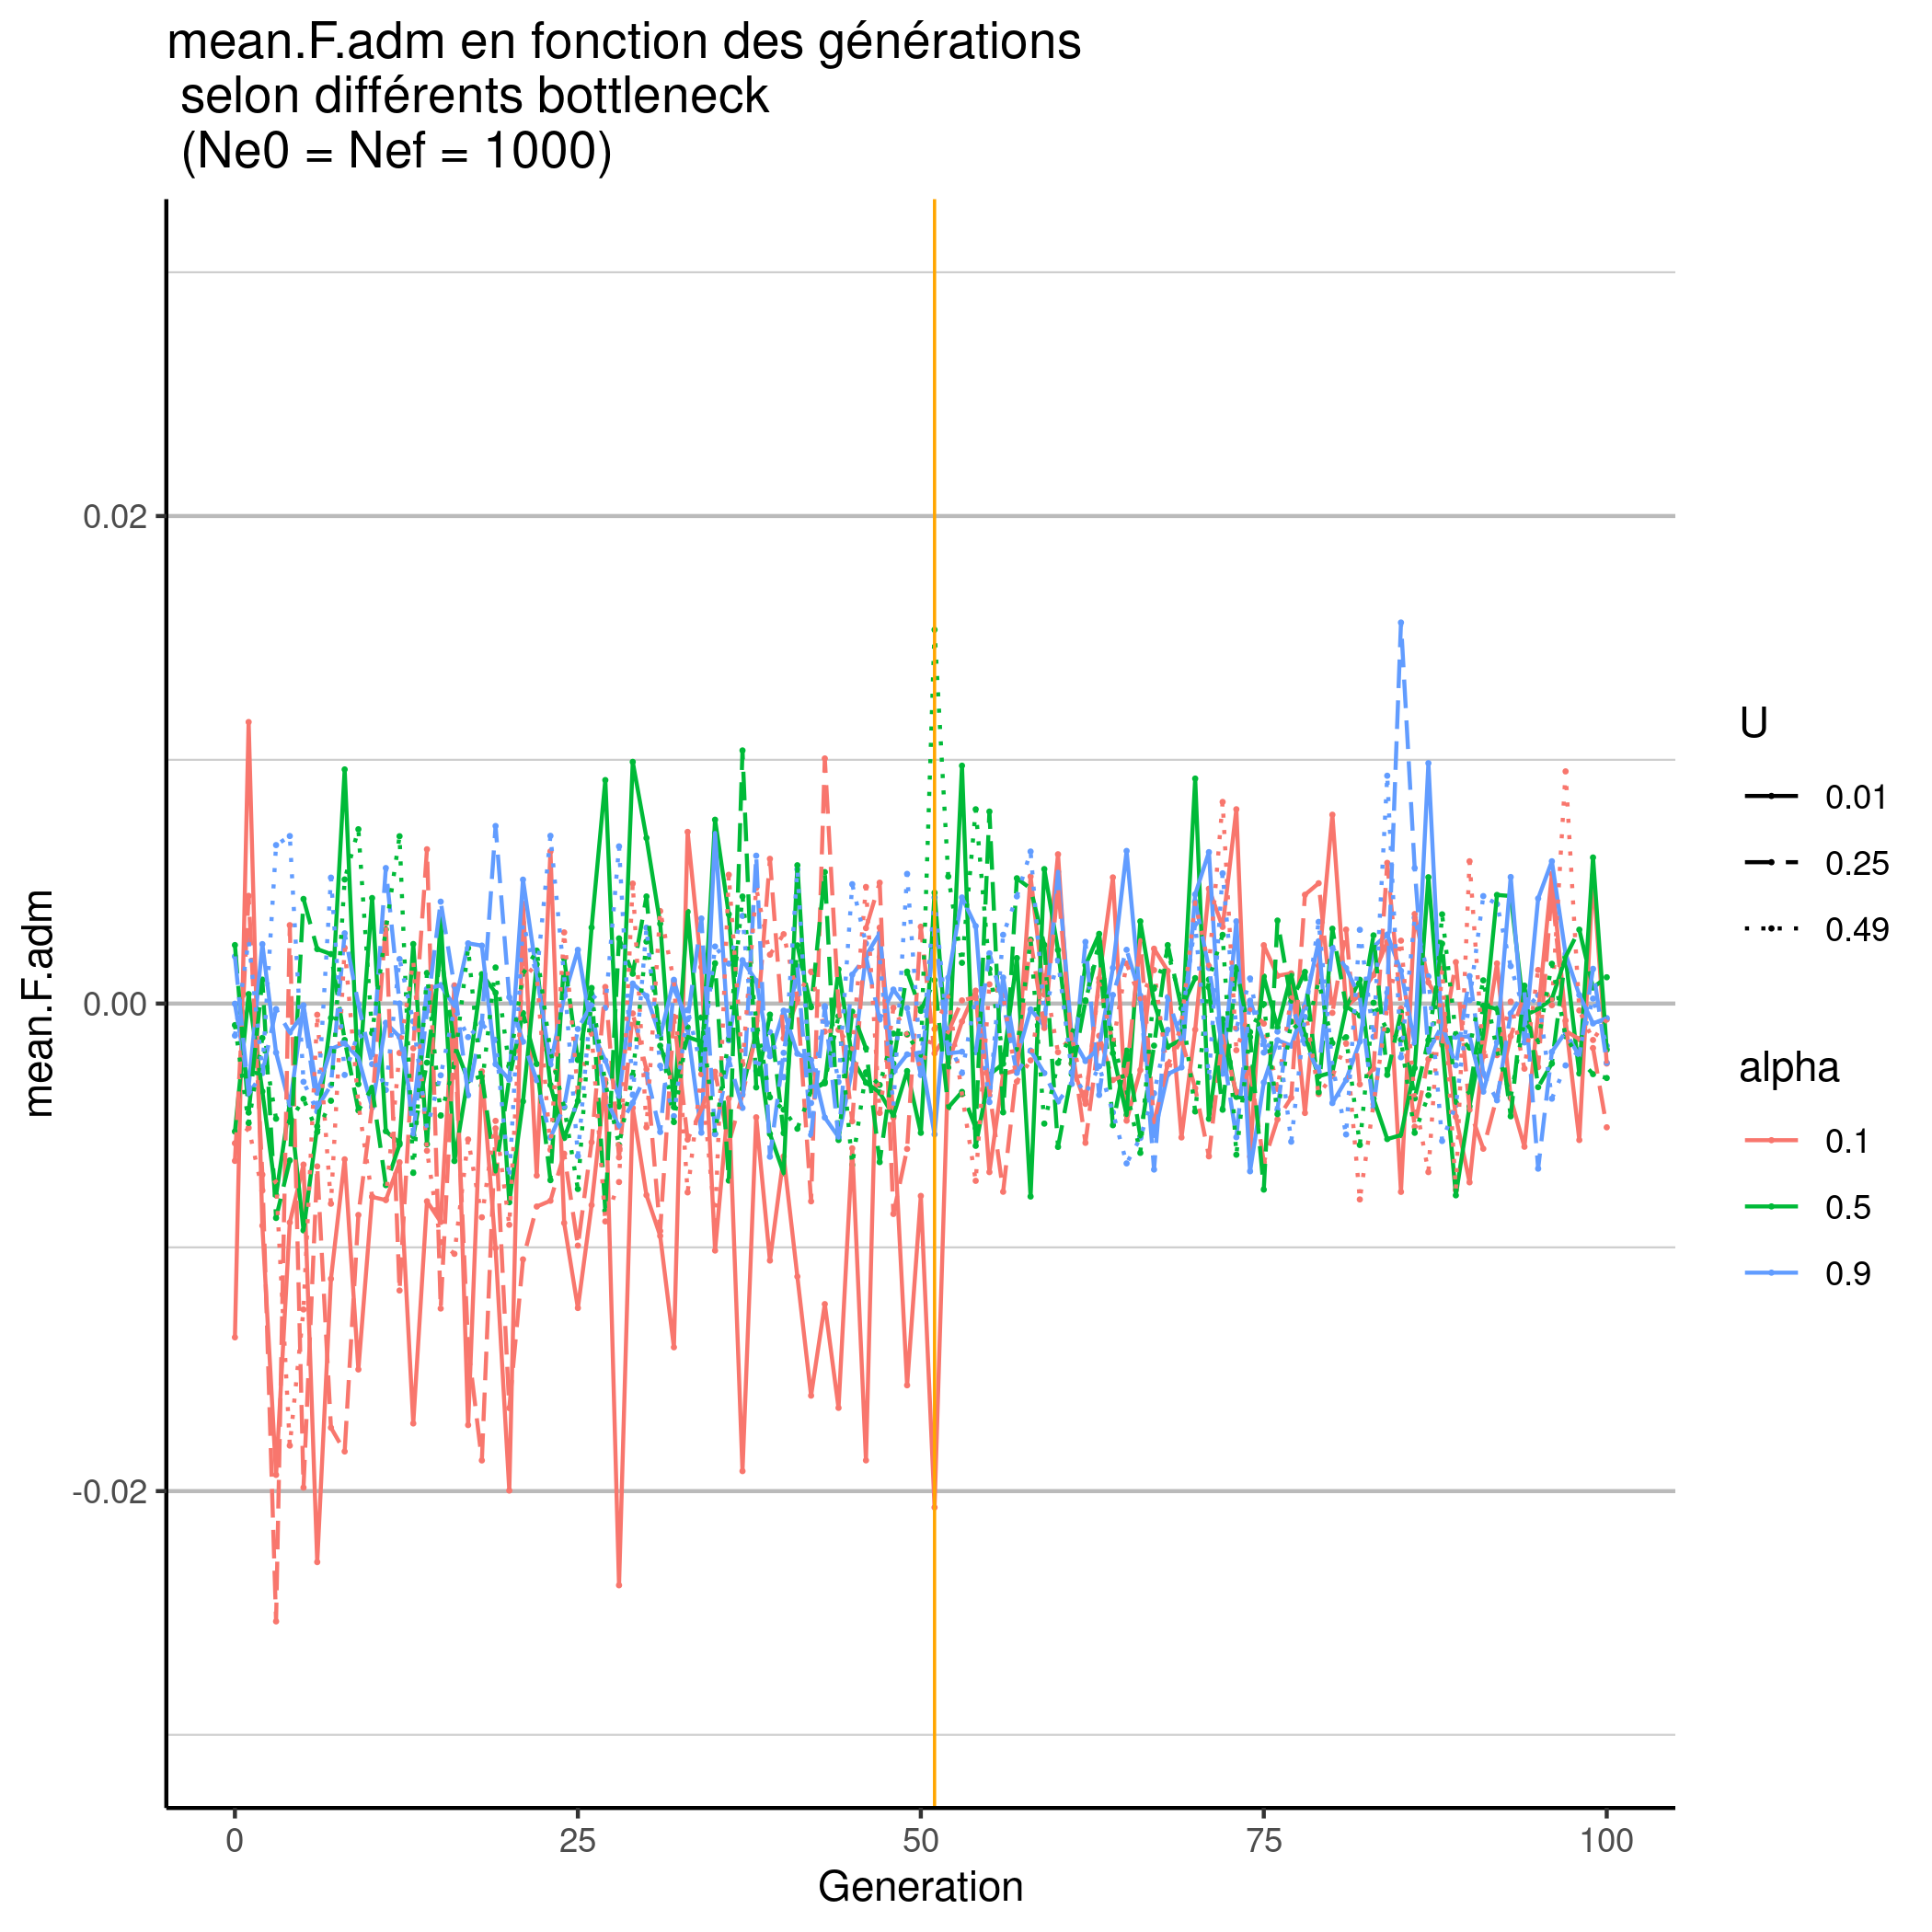 mean.F.adm en fonction des générations
selon différents bottleneck
(Ne0 = Nef = 1000)
mean.F.adm
0.02
0.00
-0.02
0
25
50
75
100
Generation
U
0.01
0.25
0.49
alpha
0.1
0.5
0.9